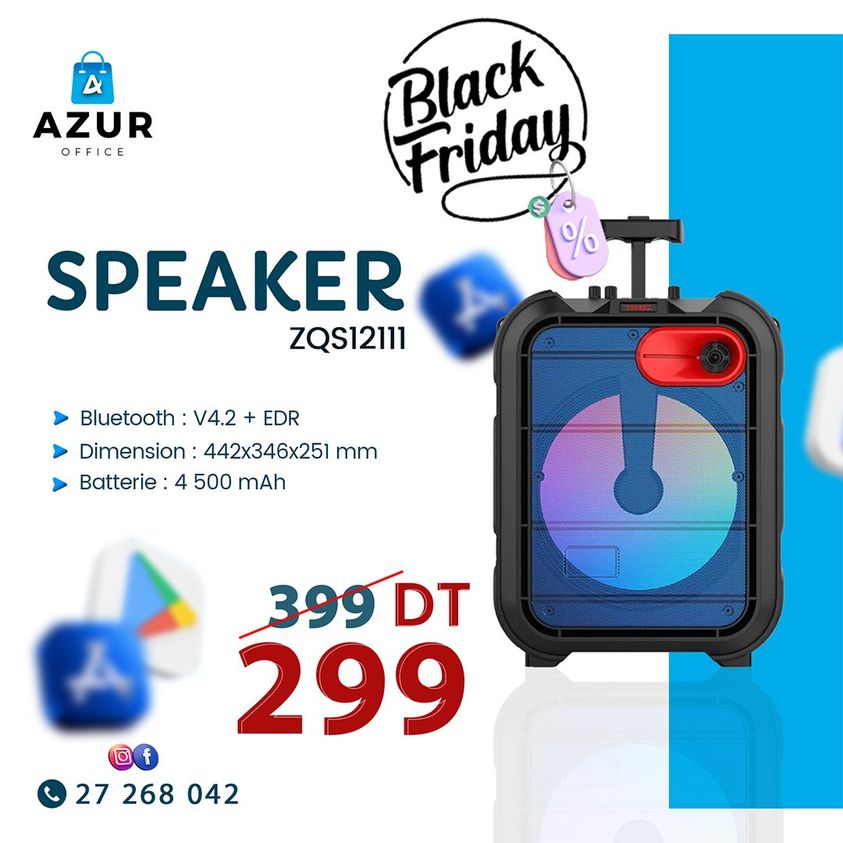 AZUR
OFFICE
Black
Friday
$
%
SPEAKER
ZQS12111
Bluetooth : V4.2 + EDR
Dimension : 442x346x251 mm
Batterie : 4 500 mAh
399 DT
299
27 268 042